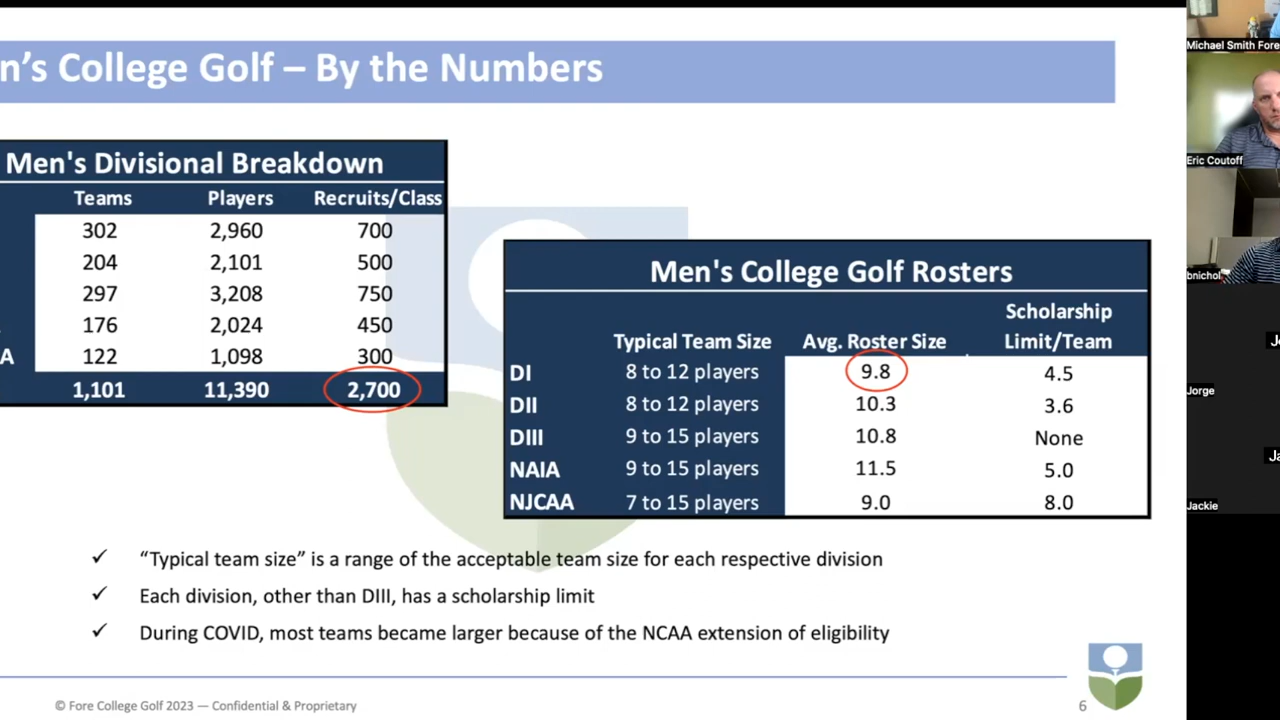 n's College Golf – By the Numbers
Men's Divisional Breakdown
Teams Players Recruits/Class
302 2,960 700
204 2,101 500
297 3,208 750
176 2,024 450
A 122 1,098 300
1,101 11,390 2,700
Men's College Golf Rosters
Typical Team Size Avg. Roster Size Scholarship Limit/Team
DI 8 to 12 players 9.8 4.5
DII 8 to 12 players 10.3 3.6
DIII 9 to 15 players 10.8 None
NAIA 9 to 15 players 11.5 5.0
NJCAA 7 to 15 players 9.0 8.0
✓ “Typical team size” is a range of the acceptable team size for each respective division
✓ Each division, other than DIII, has a scholarship limit
✓ During COVID, most teams became larger because of the NCAA extension of eligibility
© Fore College Golf 2023 — Confidential & Proprietary
6
Michael Smith Fore
Eric Coutoff
bnichol
Jorge
Jackie